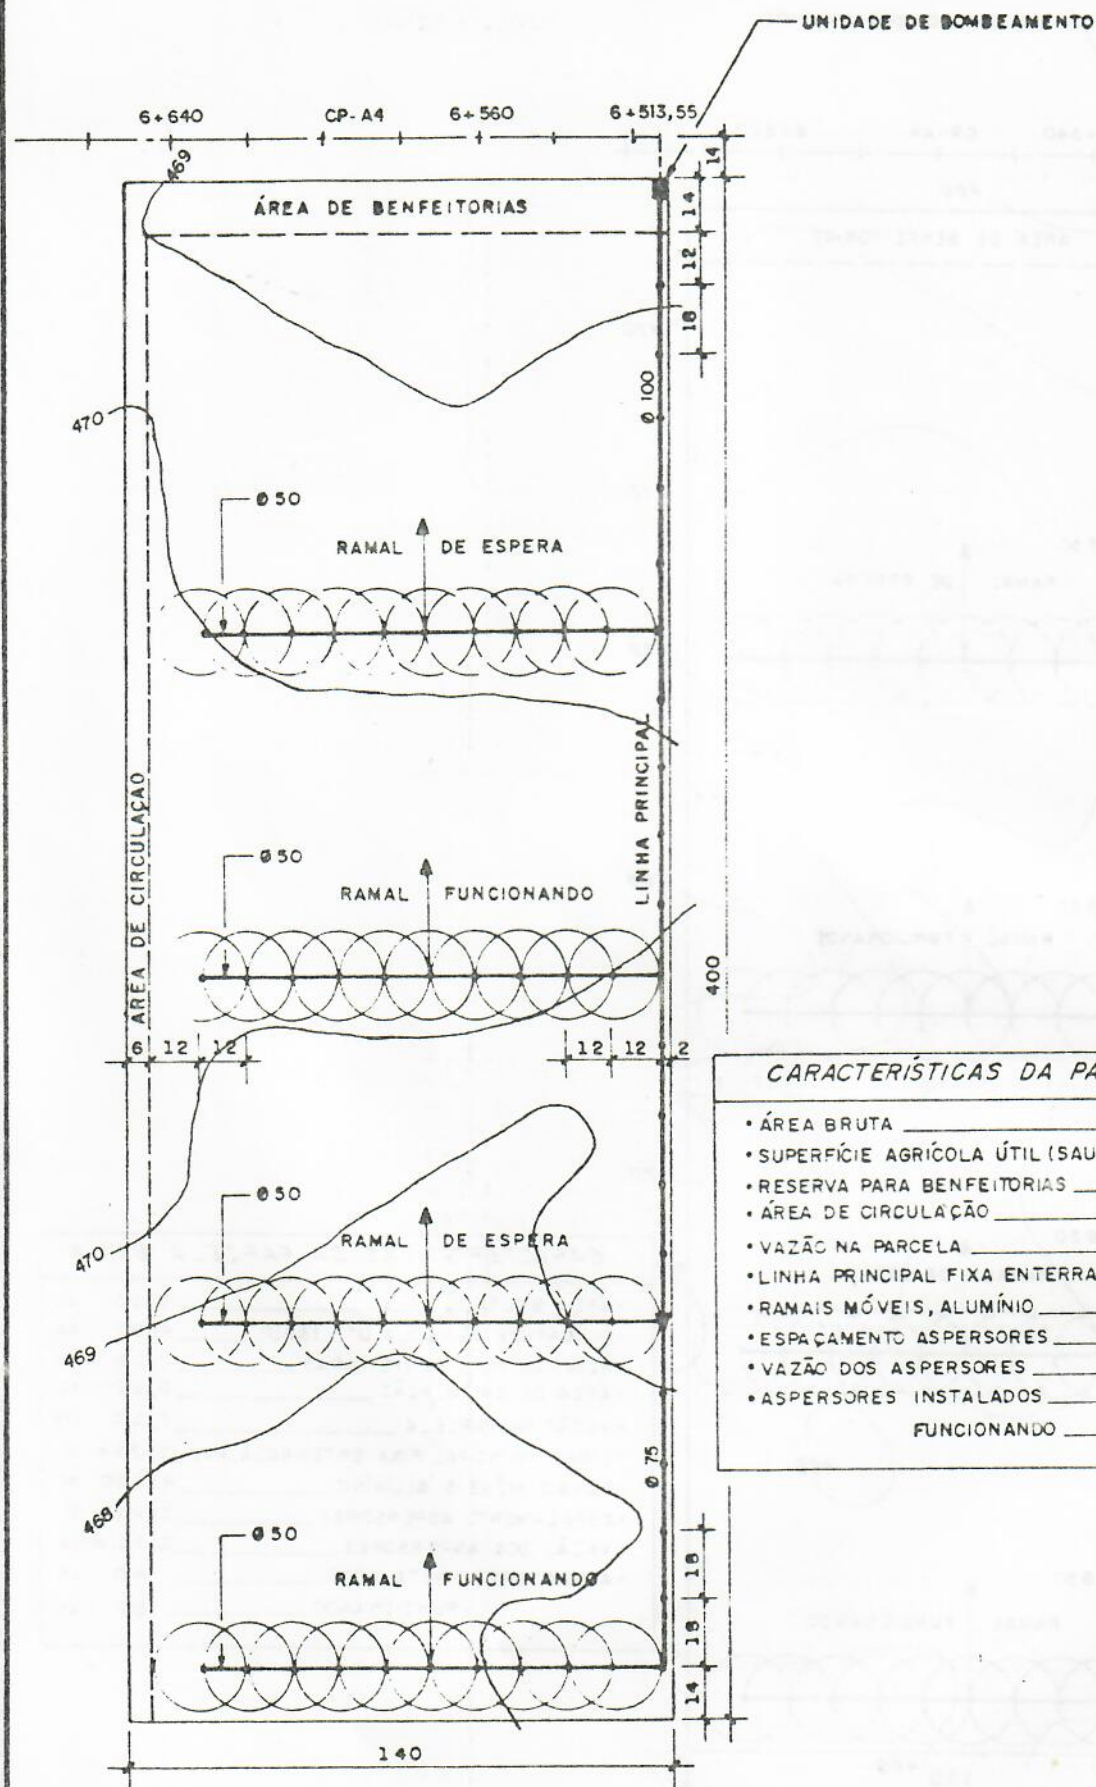 UNIDADE DE BOMBEAMENTO
6+640 CP-A4 6+560 6+513,55
14
469
ÁREA DE BENFEITORIAS
14
12
18
Ø 100
470
Ø 50
RAMAL DE ESPERA
LINHA PRINCIPAL
ÁREA DE CIRCULAÇÃO
Ø 50
RAMAL FUNCIONANDO
400
6 12 12 12 12 2
CARACTERÍSTICAS DA PA
• ÁREA BRUTA
• SUPERFÍCIE AGRÍCOLA ÚTIL (SAU
• RESERVA PARA BENFEITORIAS
• ÁREA DE CIRCULAÇÃO
• VAZÃO NA PARCELA
• LINHA PRINCIPAL FIXA ENTERRA
• RAMAIS MÓVEIS, ALUMÍNIO
• ESPAÇAMENTO ASPERSORES
• VAZÃO DOS ASPERSORES
• ASPERSORES INSTALADOS
FUNCIONANDO
Ø 50
RAMAL DE ESPERA
470
469
Ø 75
468
Ø 50
RAMAL FUNCIONANDO
18
18
14
140